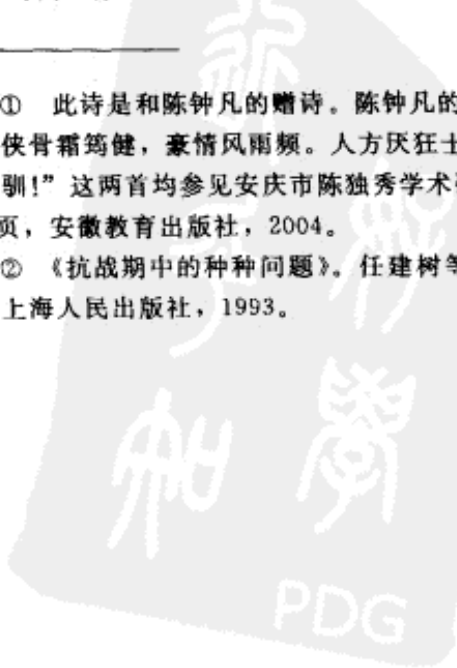 ① 此诗是和陈钟凡的赠诗。陈钟凡的
侠骨霜筠健，豪情风雨频。人方厌狂士
驯！”这两首均参见安庆市陈独秀学术
页，安徽教育出版社，2004。
② 《抗战期中的种种问题》。任建树等
上海人民出版社，1993。
PDG